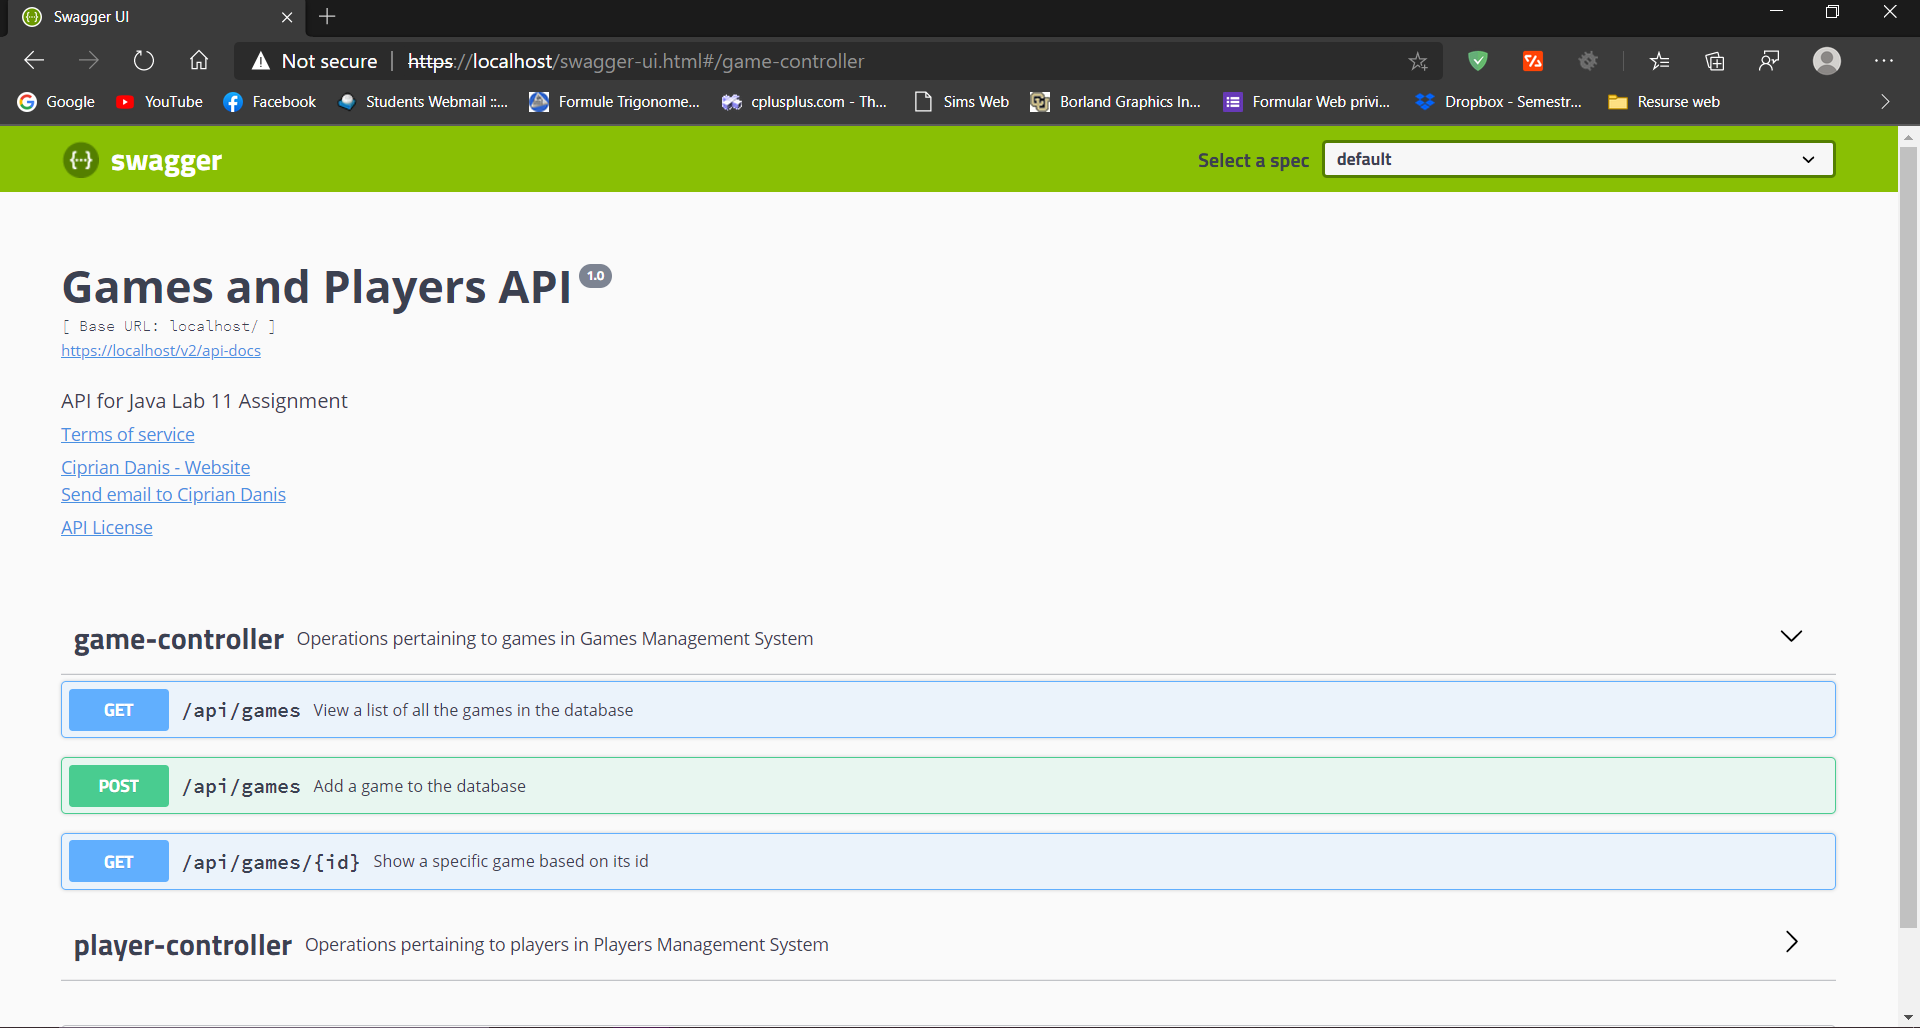 Swagger UI
Not secure https://localhost/swagger-ui.html#/game-controller
Google YouTube Facebook Students Webmail ::... Formule Trigonome... cplusplus.com - Th... Sims Web Borland Graphics In... Formular Web privi... Dropbox - Semestr... Resurse web
{···} swagger Select a spec default
Games and Players API 1.0
[ Base URL: localhost/ ]
https://localhost/v2/api-docs
API for Java Lab 11 Assignment
Terms of service
Ciprian Danis - Website
Send email to Ciprian Danis
API License
game-controller Operations pertaining to games in Games Management System
GET /api/games View a list of all the games in the database
POST /api/games Add a game to the database
GET /api/games/{id} Show a specific game based on its id
player-controller Operations pertaining to players in Players Management System